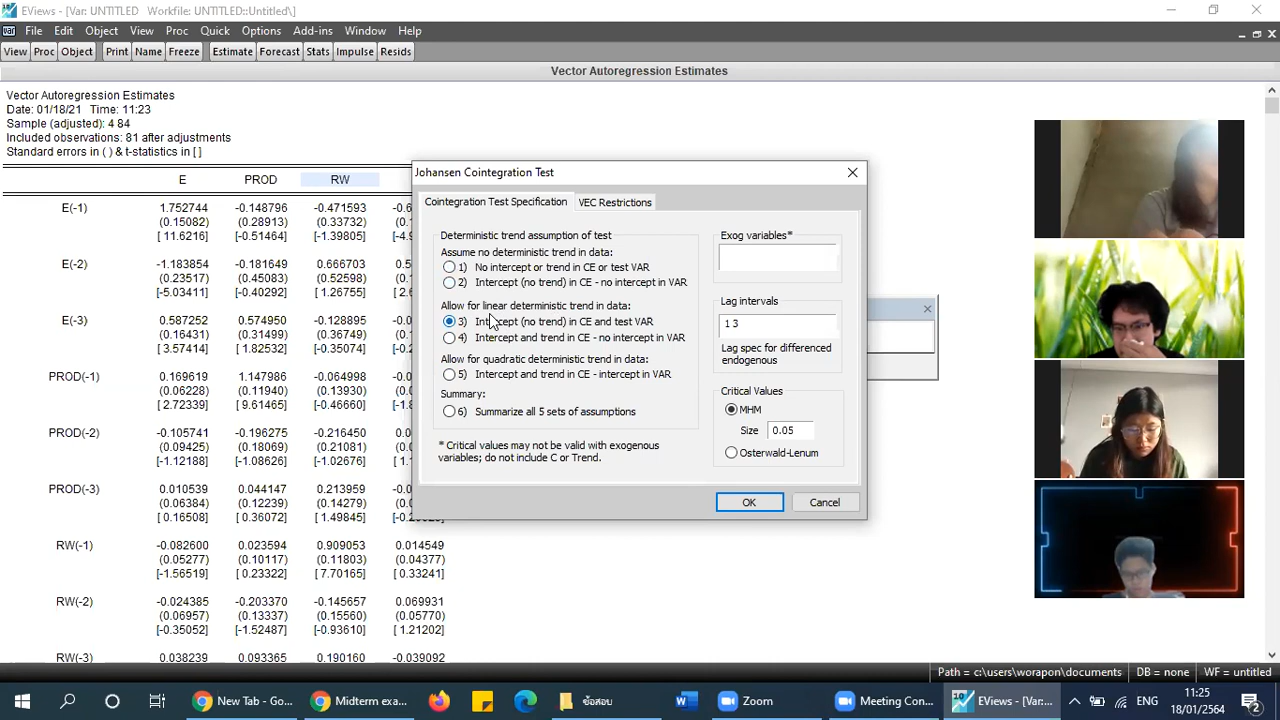 EViews - [Var: UNTITLED   Workfile: UNTITLED::Untitled\]
var File Edit Object View Proc Quick Options Add-ins Window Help
View Proc Object Print Name Freeze Estimate Forecast Stats Impulse Resids
Vector Autoregression Estimates
Vector Autoregression Estimates
Date: 01/18/21   Time: 11:23
Sample (adjusted): 4 84
Included observations: 81 after adjustments
Standard errors in ( ) & t-statistics in [ ]
E PROD RW
E(-1) 1.752744 -0.148796 -0.471593
(0.15082) (0.28913) (0.33732)
[ 11.6216] [-0.51464] [-1.39805]
E(-2) -1.183854 -0.181649 0.666703
(0.23517) (0.45083) (0.52598)
[-5.03411] [-0.40292] [ 1.26755]
E(-3) 0.587252 0.574950 -0.128895
(0.16429) (0.31491) (0.36749)
[ 3.57414] [ 1.82532] [-0.35074]
PROD(-1) 0.169619 1.147986 -0.064998
(0.06228) (0.11940) (0.13930)
[ 2.72339] [ 9.61465] [-0.46660]
PROD(-2) -0.105741 -0.172385 -0.216450
(0.09425) (0.18069) (0.21081)
[-1.12188] [-1.08626] [-1.02676]
PROD(-3) 0.010539 0.044147 0.213959
(0.06384) (0.12239) (0.14279)
[ 0.16508] [ 0.36072] [ 1.49845]
RW(-1) -0.082600 0.023594 0.909053 0.014549
(0.05277) (0.10117) (0.11803) (0.04377)
[-1.56519] [ 0.23322] [ 7.70165] [ 0.33241]
RW(-2) -0.024385 -0.203370 -0.145657 0.069931
(0.06957) (0.13337) (0.15560) (0.05770)
[-0.35052] [-1.52487] [-0.93610] [ 1.21202]
RW(-3) 0.038239 0.093365 0.190160 -0.039092
Johansen Cointegration Test
Cointegration Test Specification VEC Restrictions
Deterministic trend assumption of test
Assume no deterministic trend in data:
1) No intercept or trend in CE or test VAR
2) Intercept (no trend) in CE - no intercept in VAR
Allow for linear deterministic trend in data:
3) Intercept (no trend) in CE and test VAR
4) Intercept and trend in CE - no intercept in VAR
Allow for quadratic deterministic trend in data:
5) Intercept and trend in CE - intercept in VAR
Summary:
6) Summarize all 5 sets of assumptions
* Critical values may not be valid with exogenous
variables; do not include C or Trend.
Exog variables*
Lag intervals
1 3
Lag spec for differenced
endogenous
Critical Values
MHM
Size 0.05
Osterwald-Lenum
OK Cancel
Path = c:\users\worapon\documents DB = none WF = untitled
New Tab - Go... Midterm exa... ข้อสอบ Zoom Meeting Con... EViews - [Var:... ENG 11:25
18/01/2564